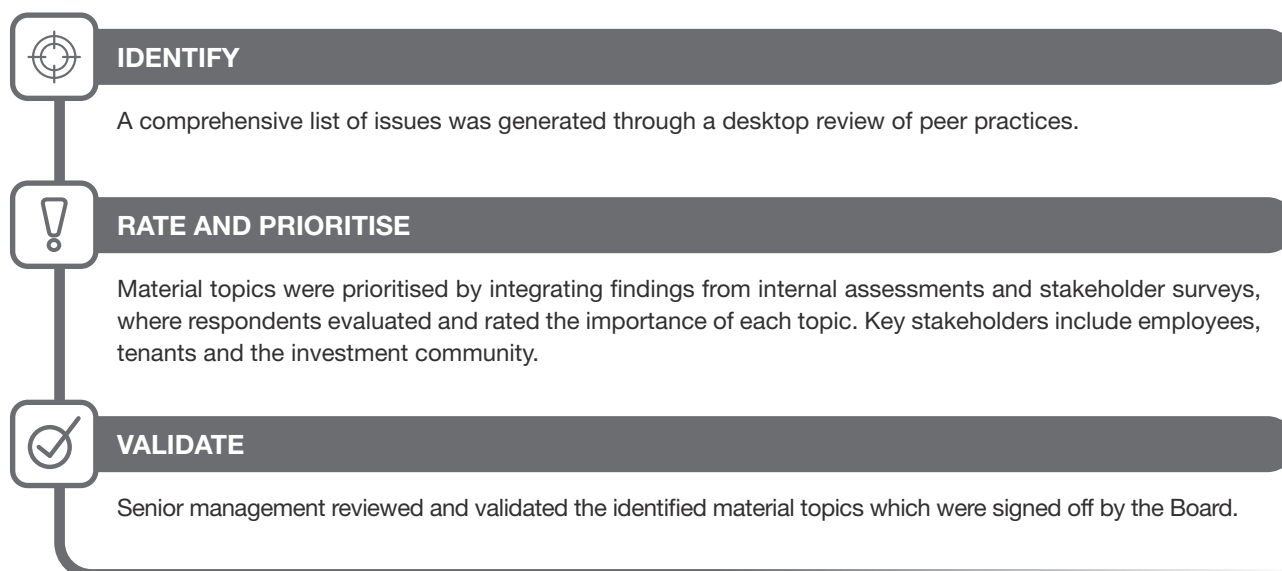 IDENTIFY
A comprehensive list of issues was generated through a desktop review of peer practices.
RATE AND PRIORITISE
Material topics were prioritised by integrating findings from internal assessments and stakeholder surveys,
where respondents evaluated and rated the importance of each topic. Key stakeholders include employees,
tenants and the investment community.
VALIDATE
Senior management reviewed and validated the identified material topics which were signed off by the Board.